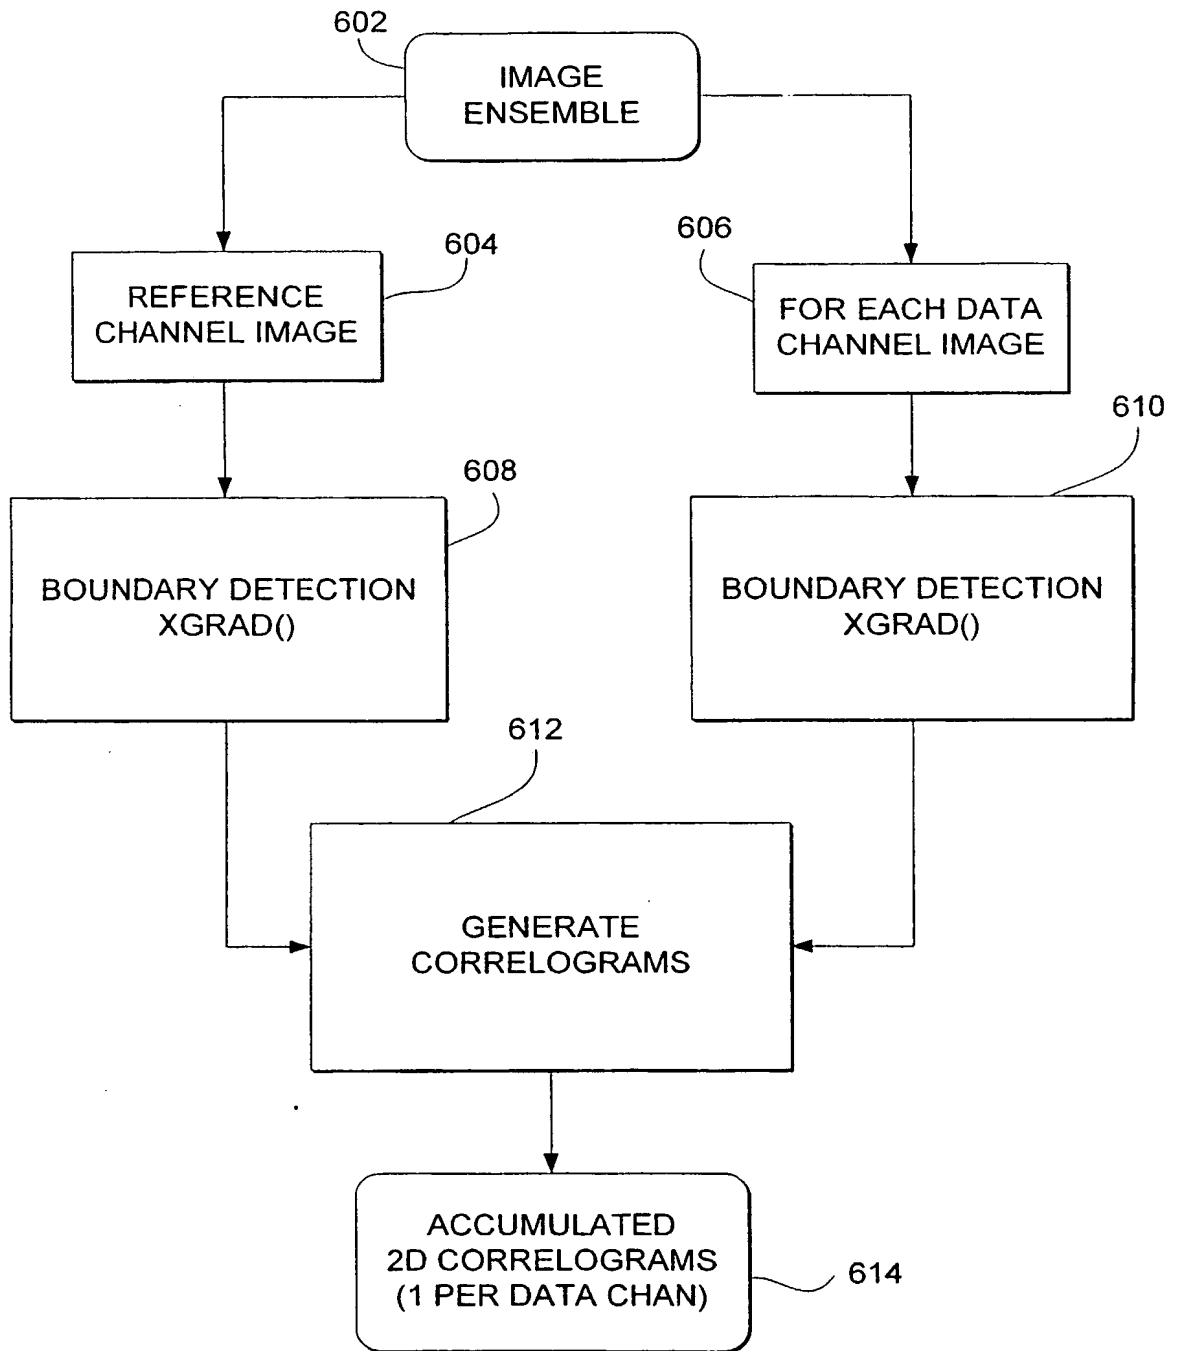 602
IMAGE
ENSEMBLE
604
REFERENCE
CHANNEL IMAGE
606
FOR EACH DATA
CHANNEL IMAGE
608
BOUNDARY DETECTION
XGRAD()
610
BOUNDARY DETECTION
XGRAD()
612
GENERATE
CORRELOGRAMS
ACCUMULATED
2D CORRELOGRAMS
(1 PER DATA CHAN)
614